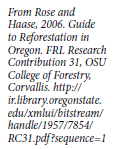 From Rose and
Haase, 2006. Guide
to Reforestation in
Oregon. FRL Research
Contribution 31, OSU
College of Forestry,
Corvallis. http://
ir.library.oregonstate.
edu/xmlui/bitstream/
handle/1957/7854/
RC31.pdf?sequence=1